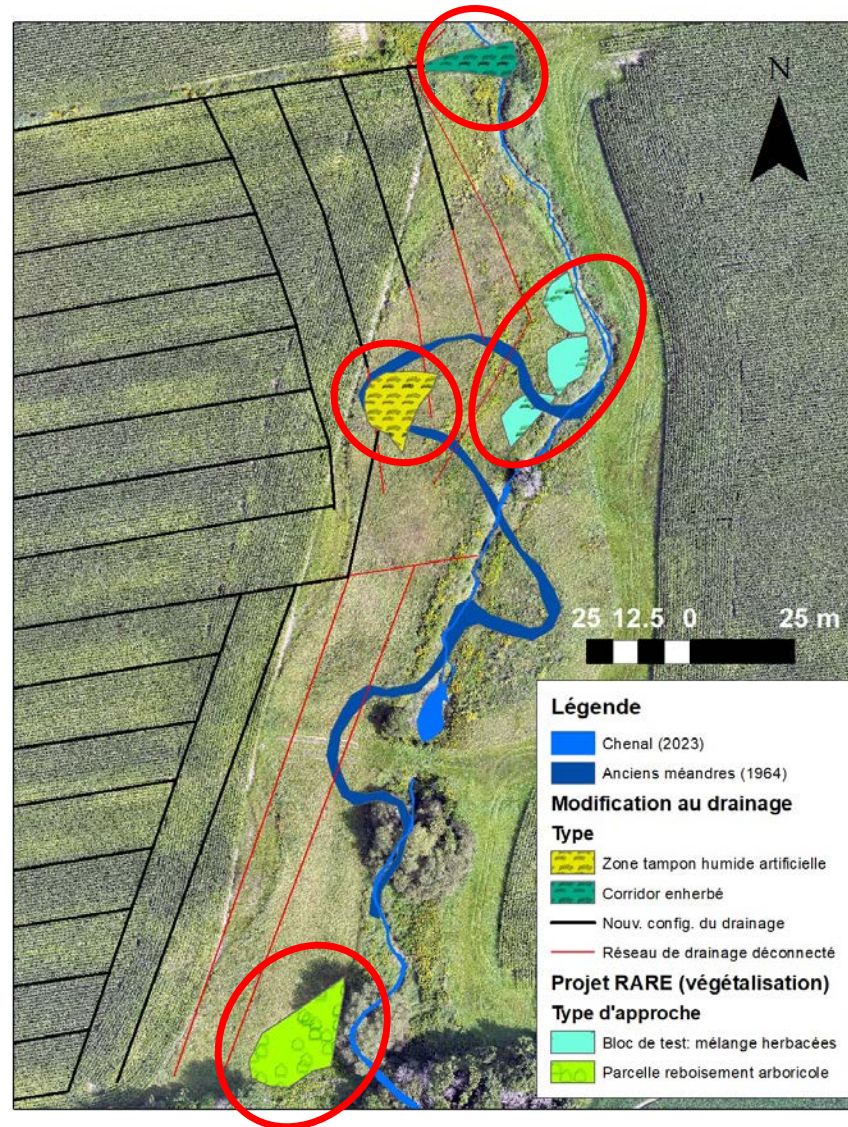 N
25 12.5 0 25 m
Légende
Chenal (2023)
Anciens méandres (1964)
Modification au drainage
Type
Zone tampon humide artificielle
Corridor enherbé
Nouv. config. du drainage
Réseau de drainage déconnecté
Projet RARE (végétalisation)
Type d'approche
Bloc de test: mélange herbacées
Parcelle reboisement arboricole